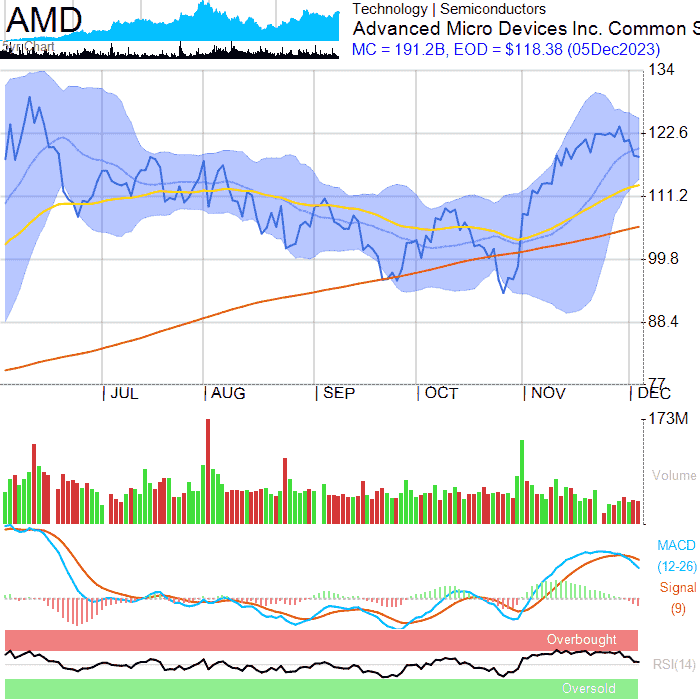 AMD
5yr Chart
Technology | Semiconductors
Advanced Micro Devices Inc. Common S
MC = 191.2B, EOD = $118.38 (05Dec2023)
134
122.6
111.2
99.8
88.4
77
JUL
AUG
SEP
OCT
NOV
DEC
173M
Volume
MACD
(12-26)
Signal
(9)
Overbought
RSI(14)
Oversold